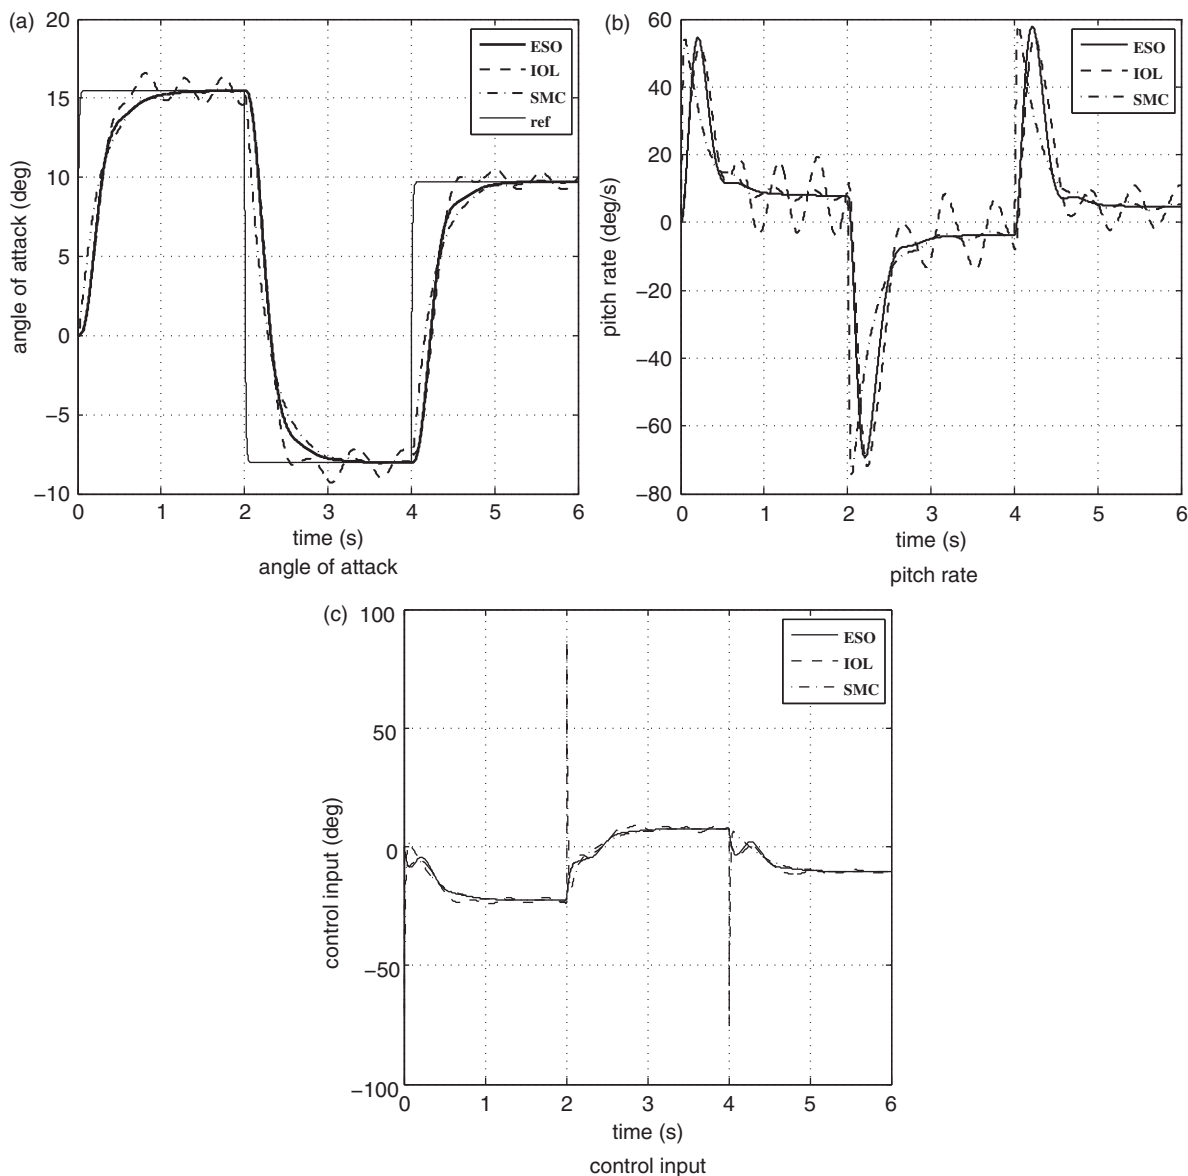 (a)
20
15
10
5
0
−5
−10
angle of attack (deg)
ESO
IOL
SMC
ref
0 1 2 3 4 5 6
time (s)
angle of attack
(b)
60
40
20
0
−20
−40
−60
−80
pitch rate (deg/s)
ESO
IOL
SMC
0 1 2 3 4 5 6
time (s)
pitch rate
(c)
100
50
0
−50
−100
control input (deg)
ESO
IOL
SMC
0 1 2 3 4 5 6
time (s)
control input